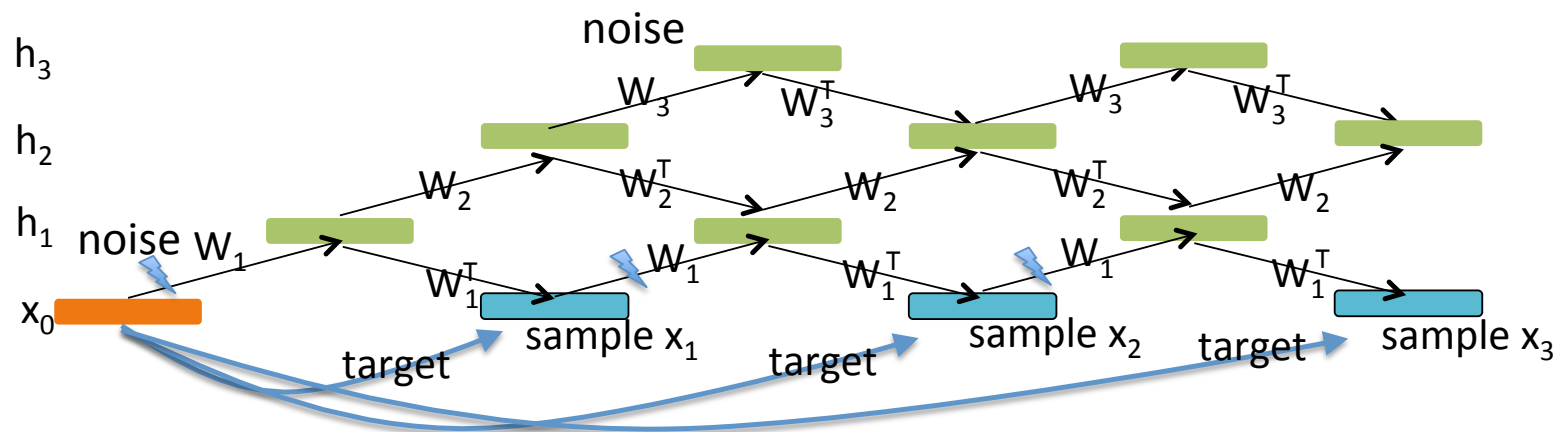 noise
h₃
W₃
W₃ᵀ
W₃
W₃ᵀ
h₂
W₂
W₂ᵀ
W₂
W₂ᵀ
W₂
h₁
noise
W₁
W₁ᵀ
W₁
W₁ᵀ
W₁
W₁ᵀ
x₀
sample x₁
sample x₂
sample x₃
target
target
target